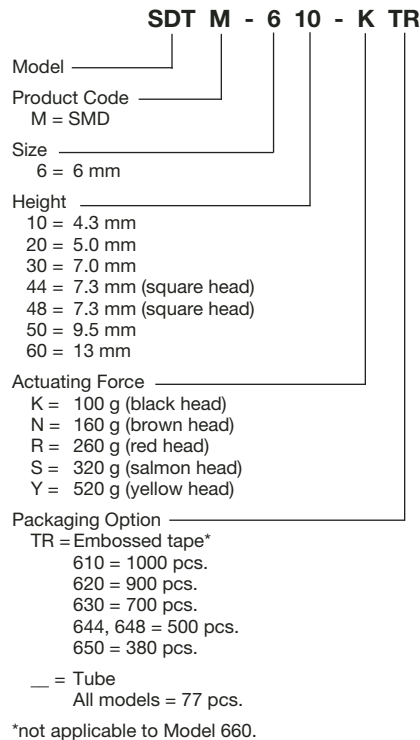 SDT M - 6 10 - K TR
Model
Product Code
M = SMD
Size
6 = 6 mm
Height
10 = 4.3 mm
20 = 5.0 mm
30 = 7.0 mm
44 = 7.3 mm (square head)
48 = 7.3 mm (square head)
50 = 9.5 mm
60 = 13 mm
Actuating Force
K = 100 g (black head)
N = 160 g (brown head)
R = 260 g (red head)
S = 320 g (salmon head)
Y = 520 g (yellow head)
Packaging Option
TR = Embossed tape*
610 = 1000 pcs.
620 = 900 pcs.
630 = 700 pcs.
644, 648 = 500 pcs.
650 = 380 pcs.
__ = Tube
All models = 77 pcs.
*not applicable to Model 660.